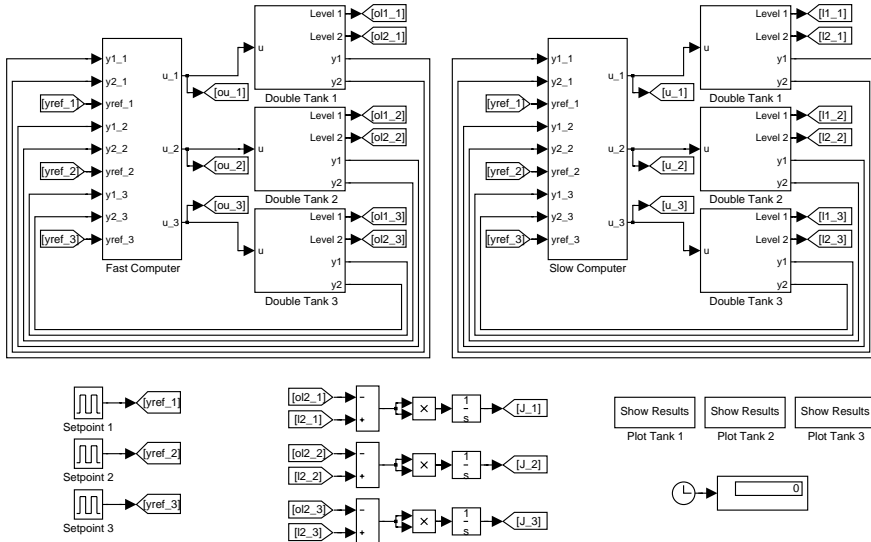 y1_1
y2_1
[yref_1]
yref_1
y1_2
y2_2
[yref_2]
yref_2
y1_3
y2_3
[yref_3]
yref_3
u_1
u_2
u_3
Fast Computer
[ou_1]
[ou_2]
[ou_3]
u
Level 1
Level 2
y1
y2
[ol1_1]
[ol2_1]
Double Tank 1
u
Level 1
Level 2
y1
y2
[ol1_2]
[ol2_2]
Double Tank 2
u
Level 1
Level 2
y1
y2
[ol1_3]
[ol2_3]
Double Tank 3
y1_1
y2_1
[yref_1]
yref_1
y1_2
y2_2
[yref_2]
yref_2
y1_3
y2_3
[yref_3]
yref_3
u_1
u_2
u_3
Slow Computer
[u_1]
[u_2]
[u_3]
u
Level 1
Level 2
y1
y2
[l1_1]
[l2_1]
Double Tank 1
u
Level 1
Level 2
y1
y2
[l1_2]
[l2_2]
Double Tank 2
u
Level 1
Level 2
y1
y2
[l1_3]
[l2_3]
Double Tank 3
Setpoint 1
[yref_1]
Setpoint 2
[yref_2]
Setpoint 3
[yref_3]
[ol2_1]
[l2_1]
−
+
×
1
s
[J_1]
[ol2_2]
[l2_2]
−
+
×
1
s
[J_2]
[ol2_3]
[l2_3]
−
+
×
1
s
[J_3]
Show Results
Plot Tank 1
Show Results
Plot Tank 2
Show Results
Plot Tank 3
0